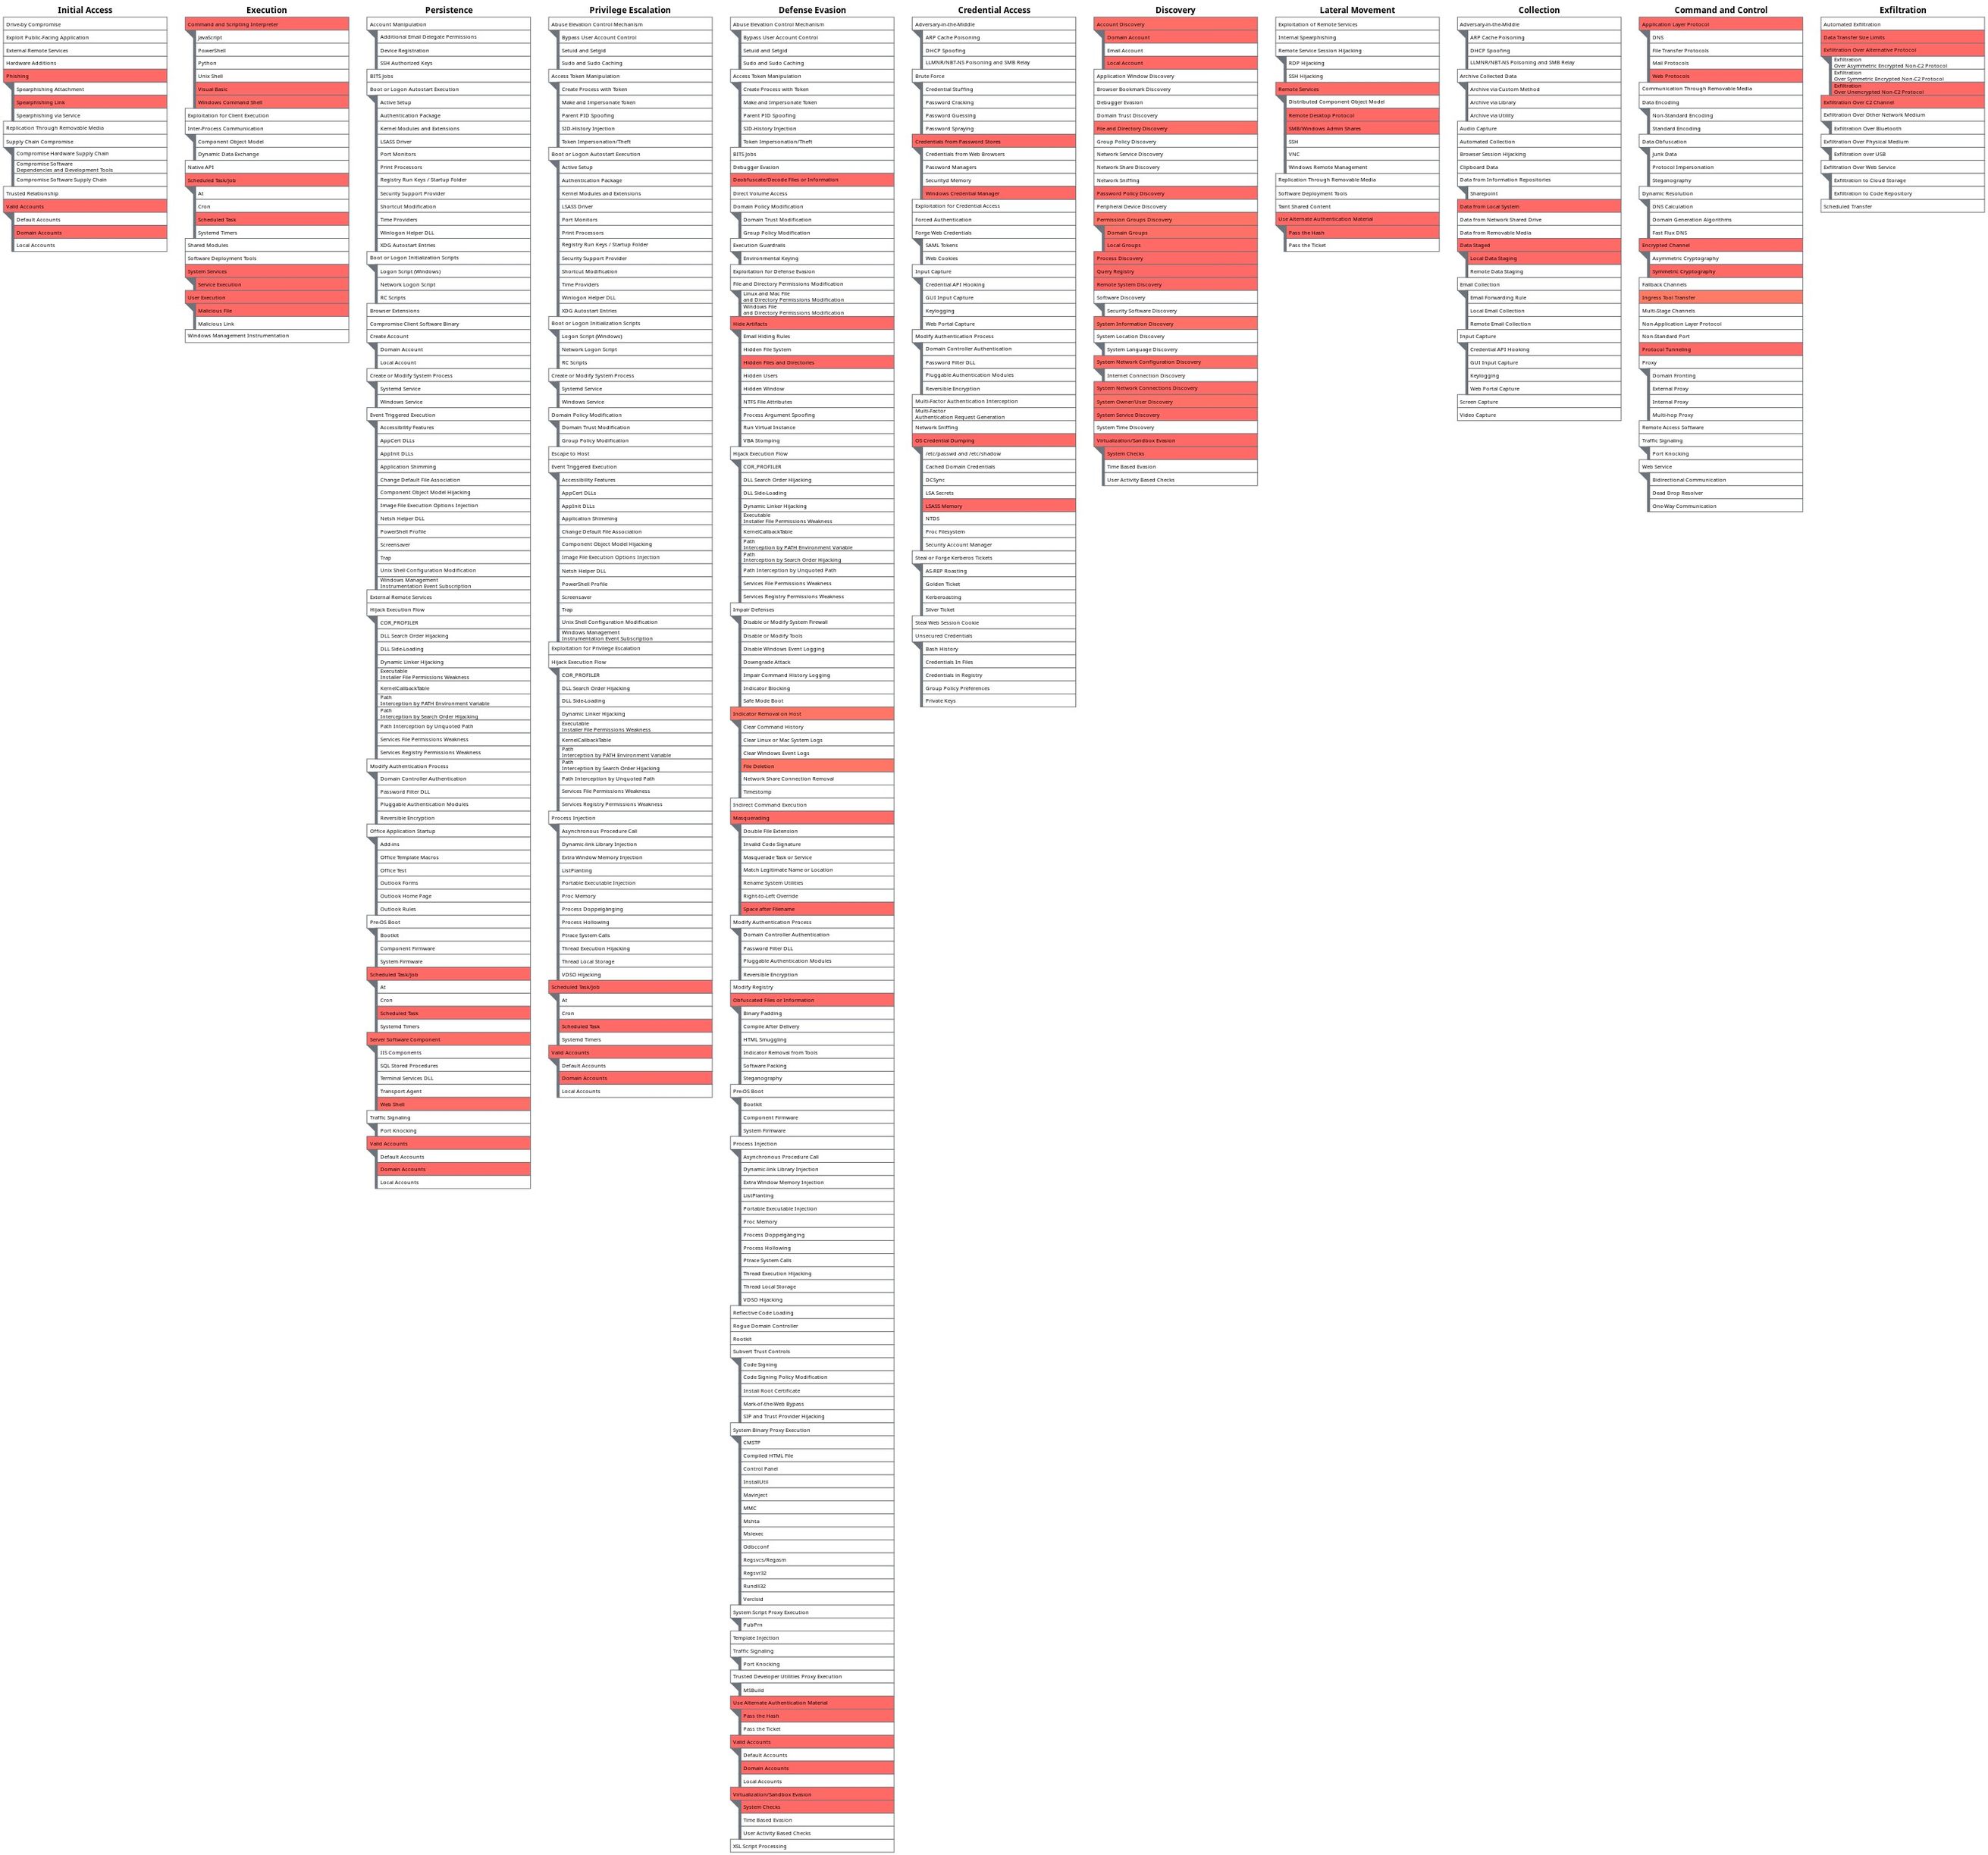 Initial Access
Drive-by Compromise
Exploit Public-Facing Application
External Remote Services
Hardware Additions
Phishing
Spearphishing Attachment
Spearphishing Link
Spearphishing via Service
Replication Through Removable Media
Supply Chain Compromise
Compromise Hardware Supply Chain
Compromise Software
Dependencies and Development Tools
Compromise Software Supply Chain
Trusted Relationship
Valid Accounts
Default Accounts
Domain Accounts
Local Accounts
Execution
Command and Scripting Interpreter
JavaScript
PowerShell
Python
Unix Shell
Visual Basic
Windows Command Shell
Exploitation for Client Execution
Inter-Process Communication
Component Object Model
Dynamic Data Exchange
Native API
Scheduled Task/Job
At
Cron
Scheduled Task
Systemd Timers
Shared Modules
Software Deployment Tools
System Services
Service Execution
User Execution
Malicious File
Malicious Link
Windows Management Instrumentation
Persistence
Account Manipulation
Additional Email Delegate Permissions
Device Registration
SSH Authorized Keys
BITS Jobs
Boot or Logon Autostart Execution
Active Setup
Authentication Package
Kernel Modules and Extensions
LSASS Driver
Port Monitors
Print Processors
Registry Run Keys / Startup Folder
Security Support Provider
Shortcut Modification
Time Providers
Winlogon Helper DLL
XDG Autostart Entries
Boot or Logon Initialization Scripts
Logon Script (Windows)
Network Logon Script
RC Scripts
Browser Extensions
Compromise Client Software Binary
Create Account
Domain Account
Local Account
Create or Modify System Process
Systemd Service
Windows Service
Event Triggered Execution
Accessibility Features
AppCert DLLs
AppInit DLLs
Application Shimming
Change Default File Association
Component Object Model Hijacking
Image File Execution Options Injection
Netsh Helper DLL
PowerShell Profile
Screensaver
Trap
Unix Shell Configuration Modification
Windows Management
Instrumentation Event Subscription
External Remote Services
Hijack Execution Flow
COR_PROFILER
DLL Search Order Hijacking
DLL Side-Loading
Dynamic Linker Hijacking
Executable
Installer File Permissions Weakness
KernelCallbackTable
Path
Interception by PATH Environment Variable
Path
Interception by Search Order Hijacking
Path Interception by Unquoted Path
Services File Permissions Weakness
Services Registry Permissions Weakness
Modify Authentication Process
Domain Controller Authentication
Password Filter DLL
Pluggable Authentication Modules
Reversible Encryption
Office Application Startup
Add-ins
Office Template Macros
Office Test
Outlook Forms
Outlook Home Page
Outlook Rules
Pre-OS Boot
Bootkit
Component Firmware
System Firmware
Scheduled Task/Job
At
Cron
Scheduled Task
Systemd Timers
Server Software Component
IIS Components
SQL Stored Procedures
Terminal Services DLL
Transport Agent
Web Shell
Traffic Signaling
Port Knocking
Valid Accounts
Default Accounts
Domain Accounts
Local Accounts
Privilege Escalation
Abuse Elevation Control Mechanism
Bypass User Account Control
Setuid and Setgid
Sudo and Sudo Caching
Access Token Manipulation
Create Process with Token
Make and Impersonate Token
Parent PID Spoofing
SID-History Injection
Token Impersonation/Theft
Boot or Logon Autostart Execution
Active Setup
Authentication Package
Kernel Modules and Extensions
LSASS Driver
Port Monitors
Print Processors
Registry Run Keys / Startup Folder
Security Support Provider
Shortcut Modification
Time Providers
Winlogon Helper DLL
XDG Autostart Entries
Boot or Logon Initialization Scripts
Logon Script (Windows)
Network Logon Script
RC Scripts
Create or Modify System Process
Systemd Service
Windows Service
Domain Policy Modification
Domain Trust Modification
Group Policy Modification
Escape to Host
Event Triggered Execution
Accessibility Features
AppCert DLLs
AppInit DLLs
Application Shimming
Change Default File Association
Component Object Model Hijacking
Image File Execution Options Injection
Netsh Helper DLL
PowerShell Profile
Screensaver
Trap
Unix Shell Configuration Modification
Windows Management
Instrumentation Event Subscription
Exploitation for Privilege Escalation
Hijack Execution Flow
COR_PROFILER
DLL Search Order Hijacking
DLL Side-Loading
Dynamic Linker Hijacking
Executable
Installer File Permissions Weakness
KernelCallbackTable
Path
Interception by PATH Environment Variable
Path
Interception by Search Order Hijacking
Path Interception by Unquoted Path
Services File Permissions Weakness
Services Registry Permissions Weakness
Process Injection
Asynchronous Procedure Call
Dynamic-link Library Injection
Extra Window Memory Injection
ListPlanting
Portable Executable Injection
Proc Memory
Process Doppelgänging
Process Hollowing
Ptrace System Calls
Thread Execution Hijacking
Thread Local Storage
VDSO Hijacking
Scheduled Task/Job
At
Cron
Scheduled Task
Systemd Timers
Valid Accounts
Default Accounts
Domain Accounts
Local Accounts
Defense Evasion
Abuse Elevation Control Mechanism
Bypass User Account Control
Setuid and Setgid
Sudo and Sudo Caching
Access Token Manipulation
Create Process with Token
Make and Impersonate Token
Parent PID Spoofing
SID-History Injection
Token Impersonation/Theft
BITS Jobs
Debugger Evasion
Deobfuscate/Decode Files or Information
Direct Volume Access
Domain Policy Modification
Domain Trust Modification
Group Policy Modification
Execution Guardrails
Environmental Keying
Exploitation for Defense Evasion
File and Directory Permissions Modification
Linux and Mac File
and Directory Permissions Modification
Windows File
and Directory Permissions Modification
Hide Artifacts
Email Hiding Rules
Hidden File System
Hidden Files and Directories
Hidden Users
Hidden Window
NTFS File Attributes
Process Argument Spoofing
Run Virtual Instance
VBA Stomping
Hijack Execution Flow
COR_PROFILER
DLL Search Order Hijacking
DLL Side-Loading
Dynamic Linker Hijacking
Executable
Installer File Permissions Weakness
KernelCallbackTable
Path
Interception by PATH Environment Variable
Path
Interception by Search Order Hijacking
Path Interception by Unquoted Path
Services File Permissions Weakness
Services Registry Permissions Weakness
Impair Defenses
Disable or Modify System Firewall
Disable or Modify Tools
Disable Windows Event Logging
Downgrade Attack
Impair Command History Logging
Indicator Blocking
Safe Mode Boot
Indicator Removal on Host
Clear Command History
Clear Linux or Mac System Logs
Clear Windows Event Logs
File Deletion
Network Share Connection Removal
Timestomp
Indirect Command Execution
Masquerading
Double File Extension
Invalid Code Signature
Masquerade Task or Service
Match Legitimate Name or Location
Rename System Utilities
Right-to-Left Override
Space after Filename
Modify Authentication Process
Domain Controller Authentication
Password Filter DLL
Pluggable Authentication Modules
Reversible Encryption
Modify Registry
Obfuscated Files or Information
Binary Padding
Compile After Delivery
HTML Smuggling
Indicator Removal from Tools
Software Packing
Steganography
Pre-OS Boot
Bootkit
Component Firmware
System Firmware
Process Injection
Asynchronous Procedure Call
Dynamic-link Library Injection
Extra Window Memory Injection
ListPlanting
Portable Executable Injection
Proc Memory
Process Doppelgänging
Process Hollowing
Ptrace System Calls
Thread Execution Hijacking
Thread Local Storage
VDSO Hijacking
Reflective Code Loading
Rogue Domain Controller
Rootkit
Subvert Trust Controls
Code Signing
Code Signing Policy Modification
Install Root Certificate
Mark-of-the-Web Bypass
SIP and Trust Provider Hijacking
System Binary Proxy Execution
CMSTP
Compiled HTML File
Control Panel
InstallUtil
Mavinject
MMC
Mshta
Msiexec
Odbcconf
Regsvcs/Regasm
Regsvr32
Rundll32
Verclsid
System Script Proxy Execution
PubPrn
Template Injection
Traffic Signaling
Port Knocking
Trusted Developer Utilities Proxy Execution
MSBuild
Use Alternate Authentication Material
Pass the Hash
Pass the Ticket
Valid Accounts
Default Accounts
Domain Accounts
Local Accounts
Virtualization/Sandbox Evasion
System Checks
Time Based Evasion
User Activity Based Checks
XSL Script Processing
Credential Access
Adversary-in-the-Middle
ARP Cache Poisoning
DHCP Spoofing
LLMNR/NBT-NS Poisoning and SMB Relay
Brute Force
Credential Stuffing
Password Cracking
Password Guessing
Password Spraying
Credentials from Password Stores
Credentials from Web Browsers
Password Managers
Securityd Memory
Windows Credential Manager
Exploitation for Credential Access
Forced Authentication
Forge Web Credentials
SAML Tokens
Web Cookies
Input Capture
Credential API Hooking
GUI Input Capture
Keylogging
Web Portal Capture
Modify Authentication Process
Domain Controller Authentication
Password Filter DLL
Pluggable Authentication Modules
Reversible Encryption
Multi-Factor Authentication Interception
Multi-Factor
Authentication Request Generation
Network Sniffing
OS Credential Dumping
/etc/passwd and /etc/shadow
Cached Domain Credentials
DCSync
LSA Secrets
LSASS Memory
NTDS
Proc Filesystem
Security Account Manager
Steal or Forge Kerberos Tickets
AS-REP Roasting
Golden Ticket
Kerberoasting
Silver Ticket
Steal Web Session Cookie
Unsecured Credentials
Bash History
Credentials In Files
Credentials in Registry
Group Policy Preferences
Private Keys
Discovery
Account Discovery
Domain Account
Email Account
Local Account
Application Window Discovery
Browser Bookmark Discovery
Debugger Evasion
Domain Trust Discovery
File and Directory Discovery
Group Policy Discovery
Network Service Discovery
Network Share Discovery
Network Sniffing
Password Policy Discovery
Peripheral Device Discovery
Permission Groups Discovery
Domain Groups
Local Groups
Process Discovery
Query Registry
Remote System Discovery
Software Discovery
Security Software Discovery
System Information Discovery
System Location Discovery
System Language Discovery
System Network Configuration Discovery
Internet Connection Discovery
System Network Connections Discovery
System Owner/User Discovery
System Service Discovery
System Time Discovery
Virtualization/Sandbox Evasion
System Checks
Time Based Evasion
User Activity Based Checks
Lateral Movement
Exploitation of Remote Services
Internal Spearphishing
Remote Service Session Hijacking
RDP Hijacking
SSH Hijacking
Remote Services
Distributed Component Object Model
Remote Desktop Protocol
SMB/Windows Admin Shares
SSH
VNC
Windows Remote Management
Replication Through Removable Media
Software Deployment Tools
Taint Shared Content
Use Alternate Authentication Material
Pass the Hash
Pass the Ticket
Collection
Adversary-in-the-Middle
ARP Cache Poisoning
DHCP Spoofing
LLMNR/NBT-NS Poisoning and SMB Relay
Archive Collected Data
Archive via Custom Method
Archive via Library
Archive via Utility
Audio Capture
Automated Collection
Browser Session Hijacking
Clipboard Data
Data from Information Repositories
Sharepoint
Data from Local System
Data from Network Shared Drive
Data from Removable Media
Data Staged
Local Data Staging
Remote Data Staging
Email Collection
Email Forwarding Rule
Local Email Collection
Remote Email Collection
Input Capture
Credential API Hooking
GUI Input Capture
Keylogging
Web Portal Capture
Screen Capture
Video Capture
Command and Control
Application Layer Protocol
DNS
File Transfer Protocols
Mail Protocols
Web Protocols
Communication Through Removable Media
Data Encoding
Non-Standard Encoding
Standard Encoding
Data Obfuscation
Junk Data
Protocol Impersonation
Steganography
Dynamic Resolution
DNS Calculation
Domain Generation Algorithms
Fast Flux DNS
Encrypted Channel
Asymmetric Cryptography
Symmetric Cryptography
Fallback Channels
Ingress Tool Transfer
Multi-Stage Channels
Non-Application Layer Protocol
Non-Standard Port
Protocol Tunneling
Proxy
Domain Fronting
External Proxy
Internal Proxy
Multi-hop Proxy
Remote Access Software
Traffic Signaling
Port Knocking
Web Service
Bidirectional Communication
Dead Drop Resolver
One-Way Communication
Exfiltration
Automated Exfiltration
Data Transfer Size Limits
Exfiltration Over Alternative Protocol
Exfiltration
Over Asymmetric Encrypted Non-C2 Protocol
Exfiltration
Over Symmetric Encrypted Non-C2 Protocol
Exfiltration
Over Unencrypted Non-C2 Protocol
Exfiltration Over C2 Channel
Exfiltration Over Other Network Medium
Exfiltration Over Bluetooth
Exfiltration Over Physical Medium
Exfiltration over USB
Exfiltration Over Web Service
Exfiltration to Cloud Storage
Exfiltration to Code Repository
Scheduled Transfer